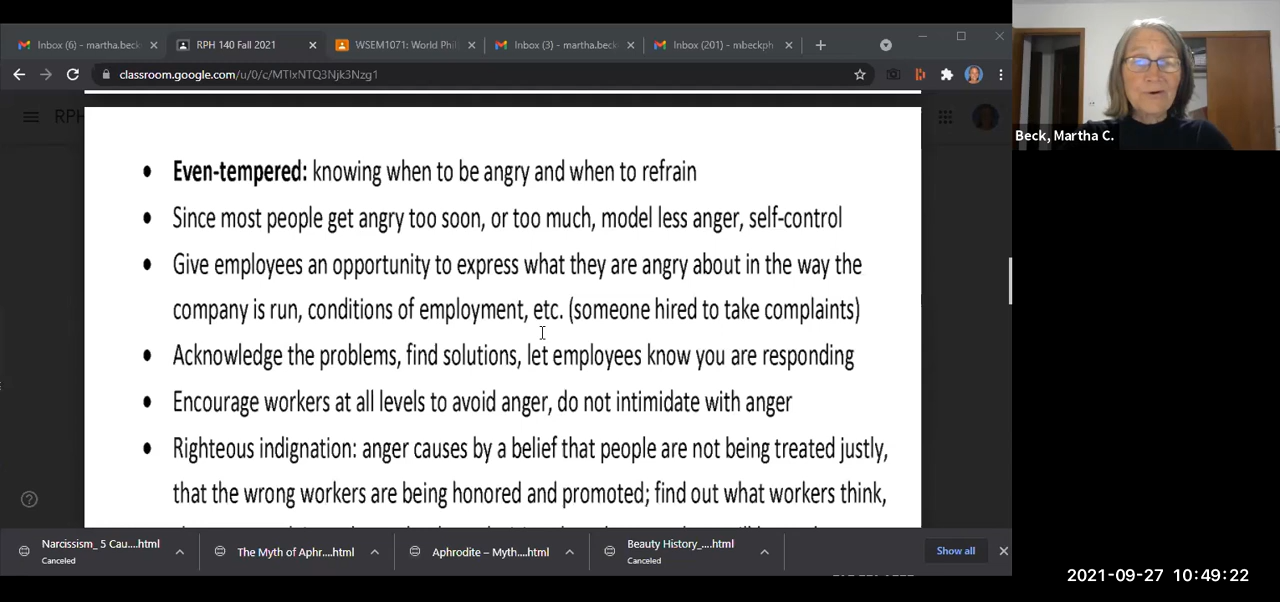 Inbox (6) - martha.beck
RPH 140 Fall 2021
WSEM1071: World Phil
Inbox (3) - martha.beck
Inbox (201) - mbeckph
classroom.google.com/u/0/c/MTIxNTQ3Njk3Nzg1
RPH
Beck, Martha C.
• Even-tempered: knowing when to be angry and when to refrain
• Since most people get angry too soon, or too much, model less anger, self-control
• Give employees an opportunity to express what they are angry about in the way the
company is run, conditions of employment, etc. (someone hired to take complaints)
• Acknowledge the problems, find solutions, let employees know you are responding
• Encourage workers at all levels to avoid anger, do not intimidate with anger
• Righteous indignation: anger causes by a belief that people are not being treated justly,
that the wrong workers are being honored and promoted; find out what workers think,
Narcissism_ 5 Cau....html
Canceled
The Myth of Aphr....html
Aphrodite – Myth....html
Beauty History_....html
Canceled
Show all
2021-09-27 10:49:22